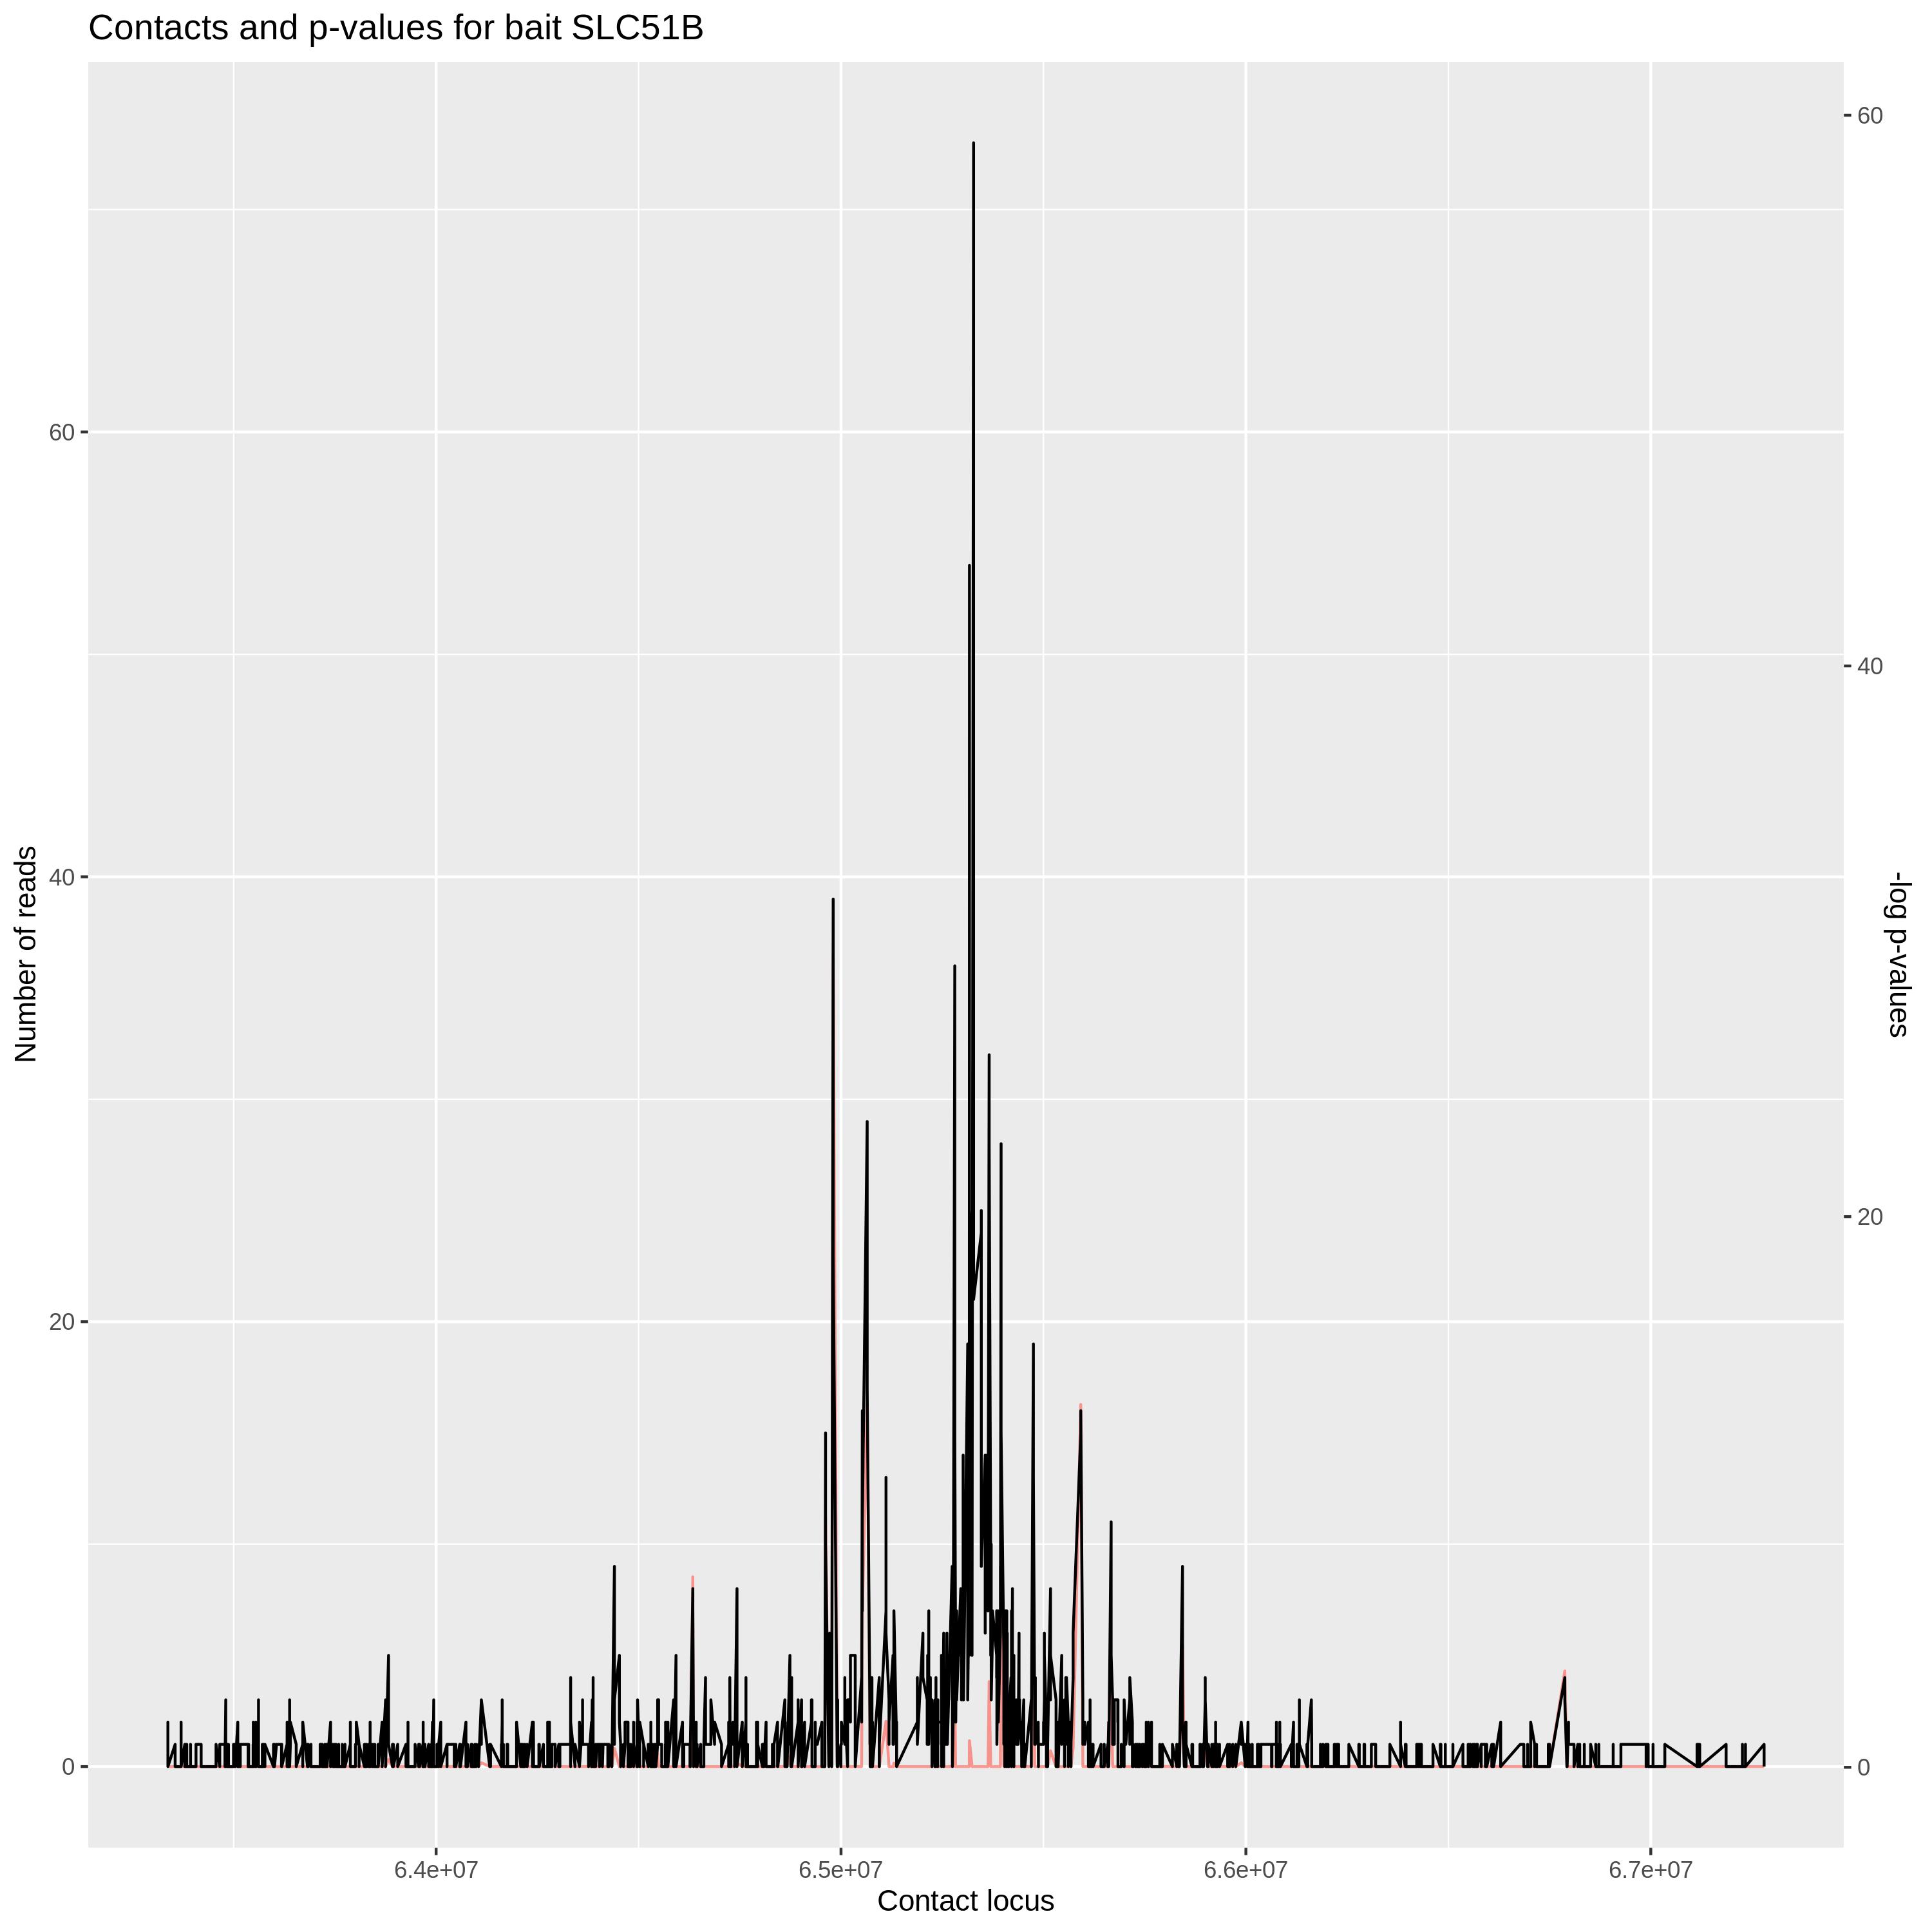 Contacts and p-values for bait SLC51B
60
40
20
0
Number of reads
60
40
20
0
-log p-values
6.4e+07
6.5e+07
6.6e+07
6.7e+07
Contact locus